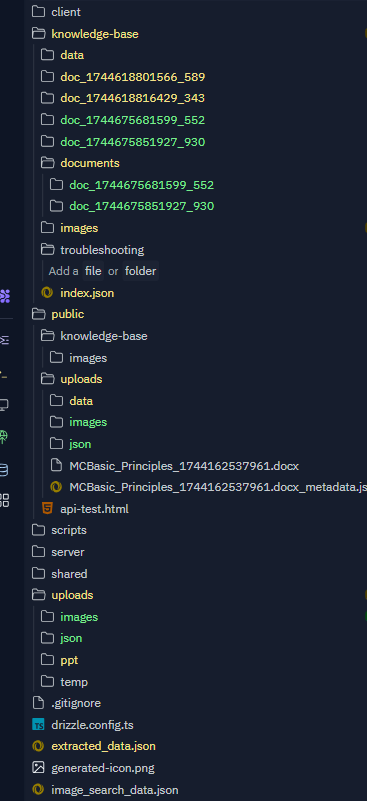 client
knowledge-base
data
doc_1744618801566_589
doc_1744618816429_343
doc_1744675681599_552
doc_1744675851927_930
documents
doc_1744675681599_552
doc_1744675851927_930
images
troubleshooting
Add a file or folder
index.json
public
knowledge-base
images
uploads
data
images
json
MCBasic_Principles_1744162537961.docx
MCBasic_Principles_1744162537961.docx_metadata.js
api-test.html
scripts
server
shared
uploads
images
json
ppt
temp
.gitignore
TS drizzle.config.ts
extracted_data.json
generated-icon.png
image_search_data.json